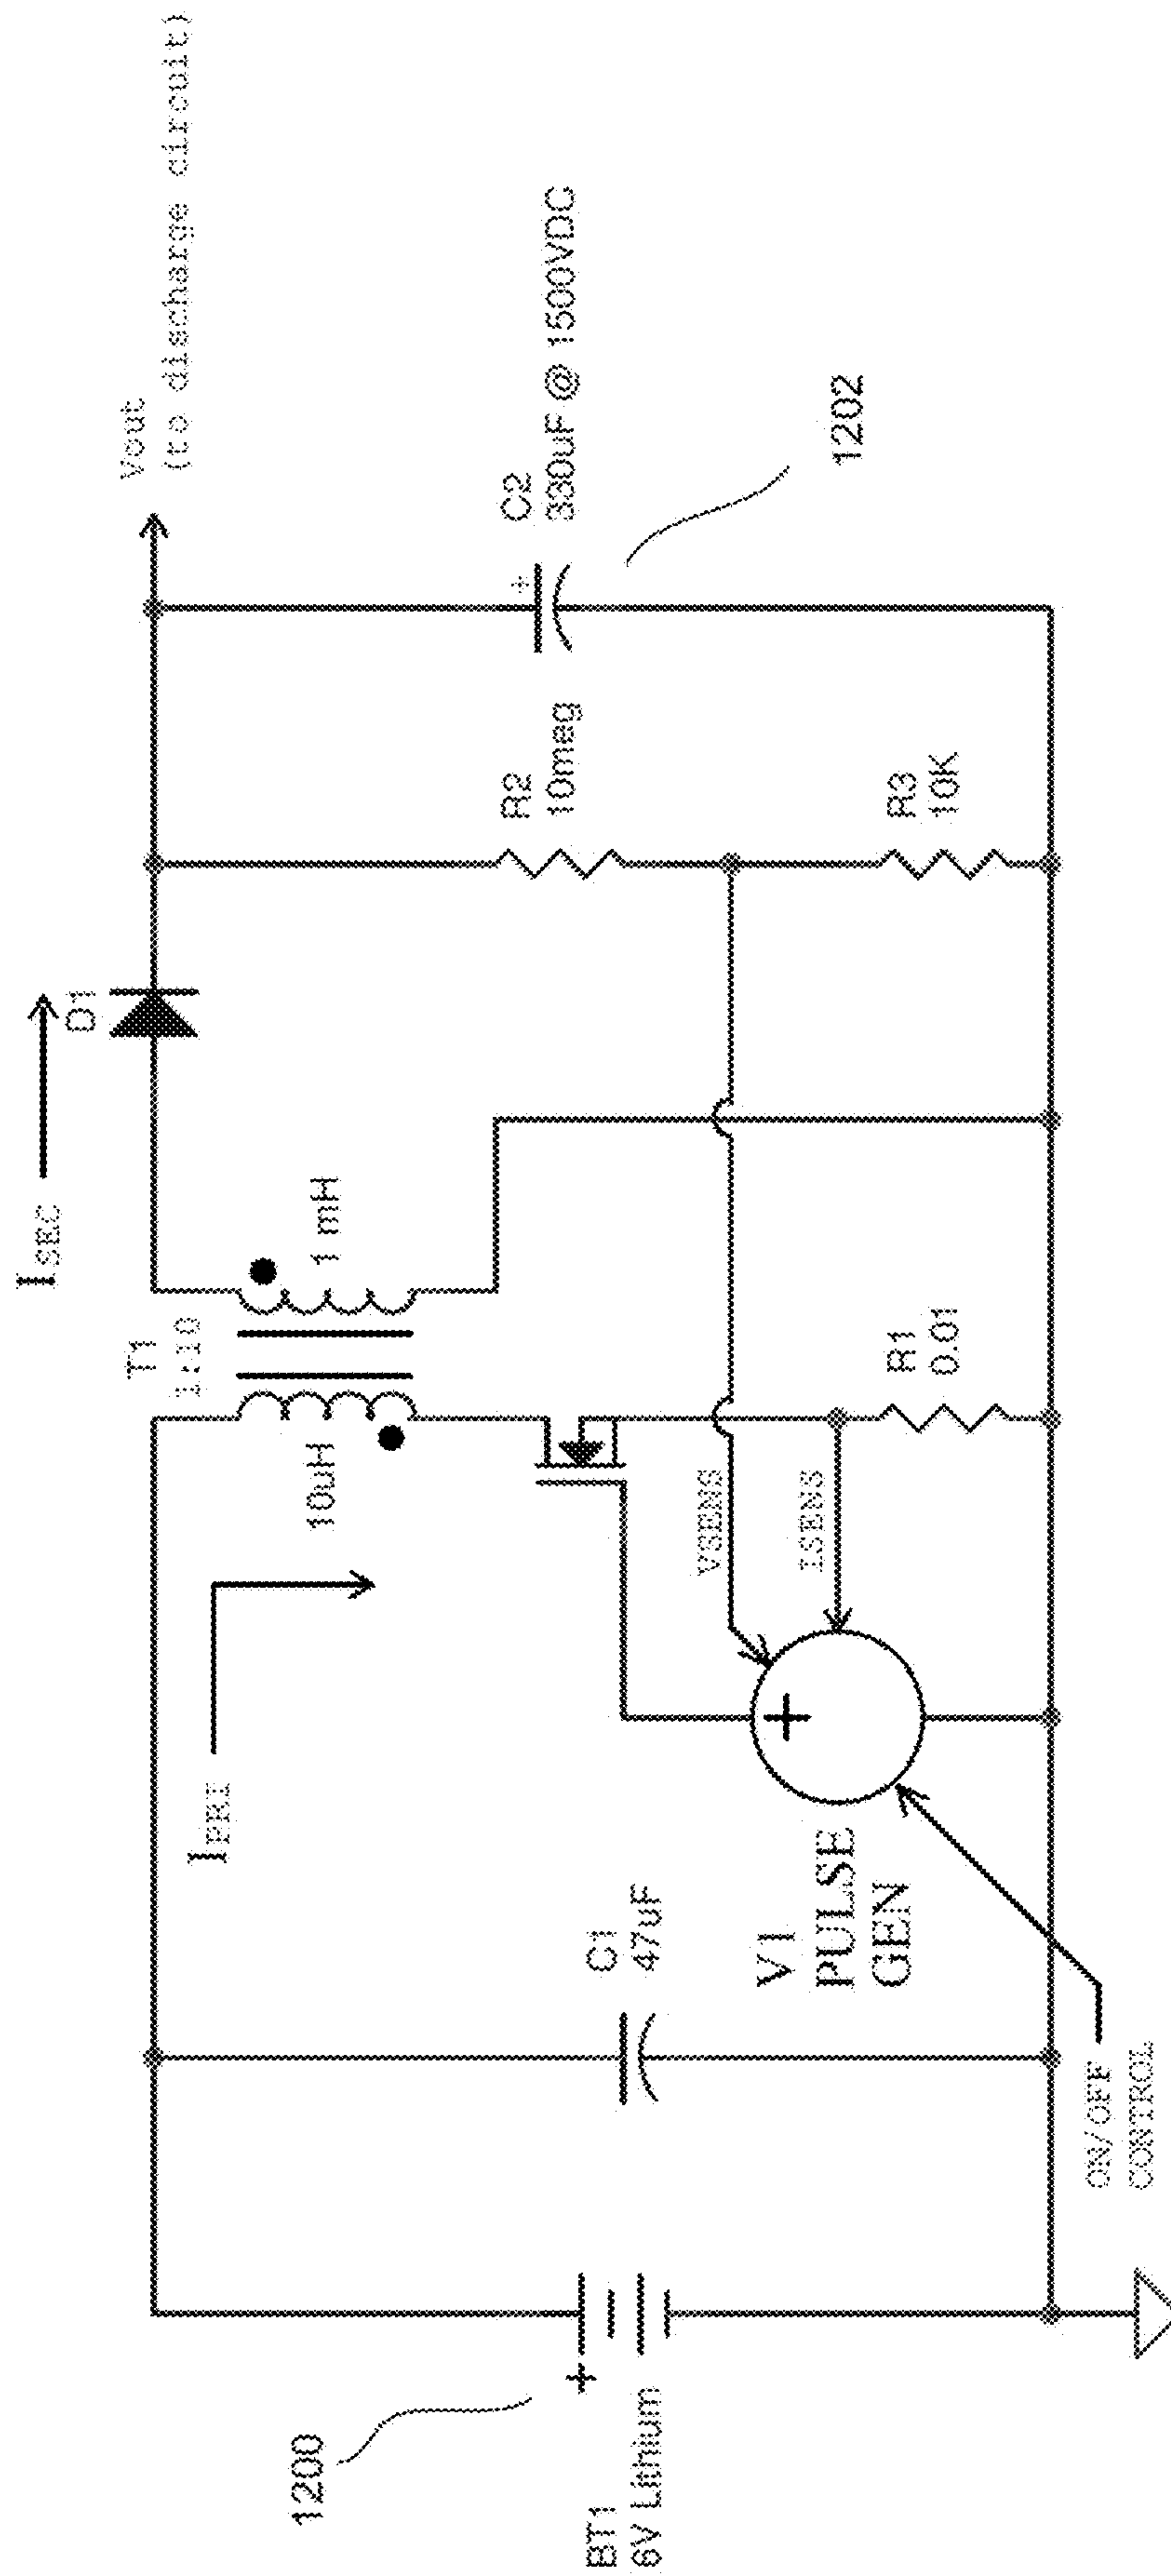 1200
BT1
6V Lithium
C1
47uF
ON/OFF
CONTROL
V1
PULSE
GEN
IPRI
10uH
T1
1:10
1 mH
ISEC
D1
VSENS
ISENS
R1
0.01
R2
10meg
R3
10K
C2
330uF @ 1500VDC
1202
Vout
(to discharge circuit)
+
+
+